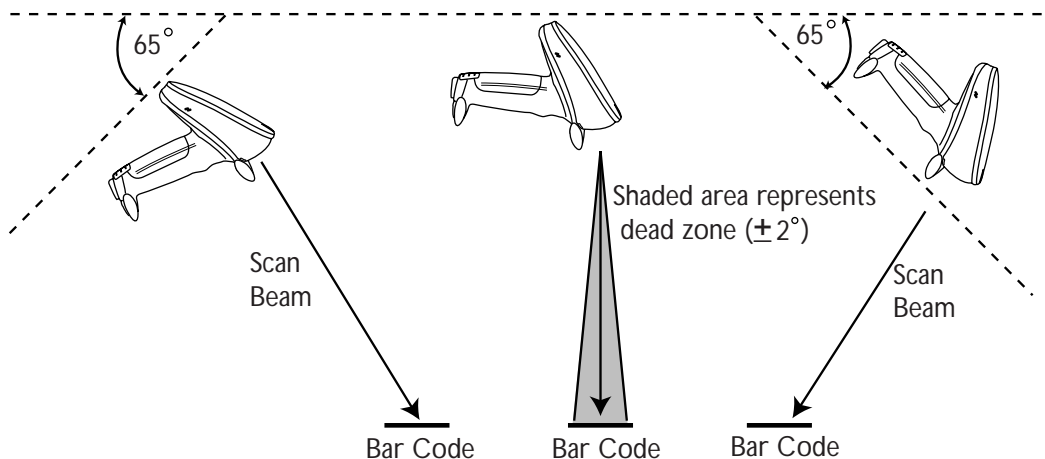 65°
65°
Shaded area represents
dead zone (± 2°)
Scan
Beam
Scan
Beam
Bar Code
Bar Code
Bar Code